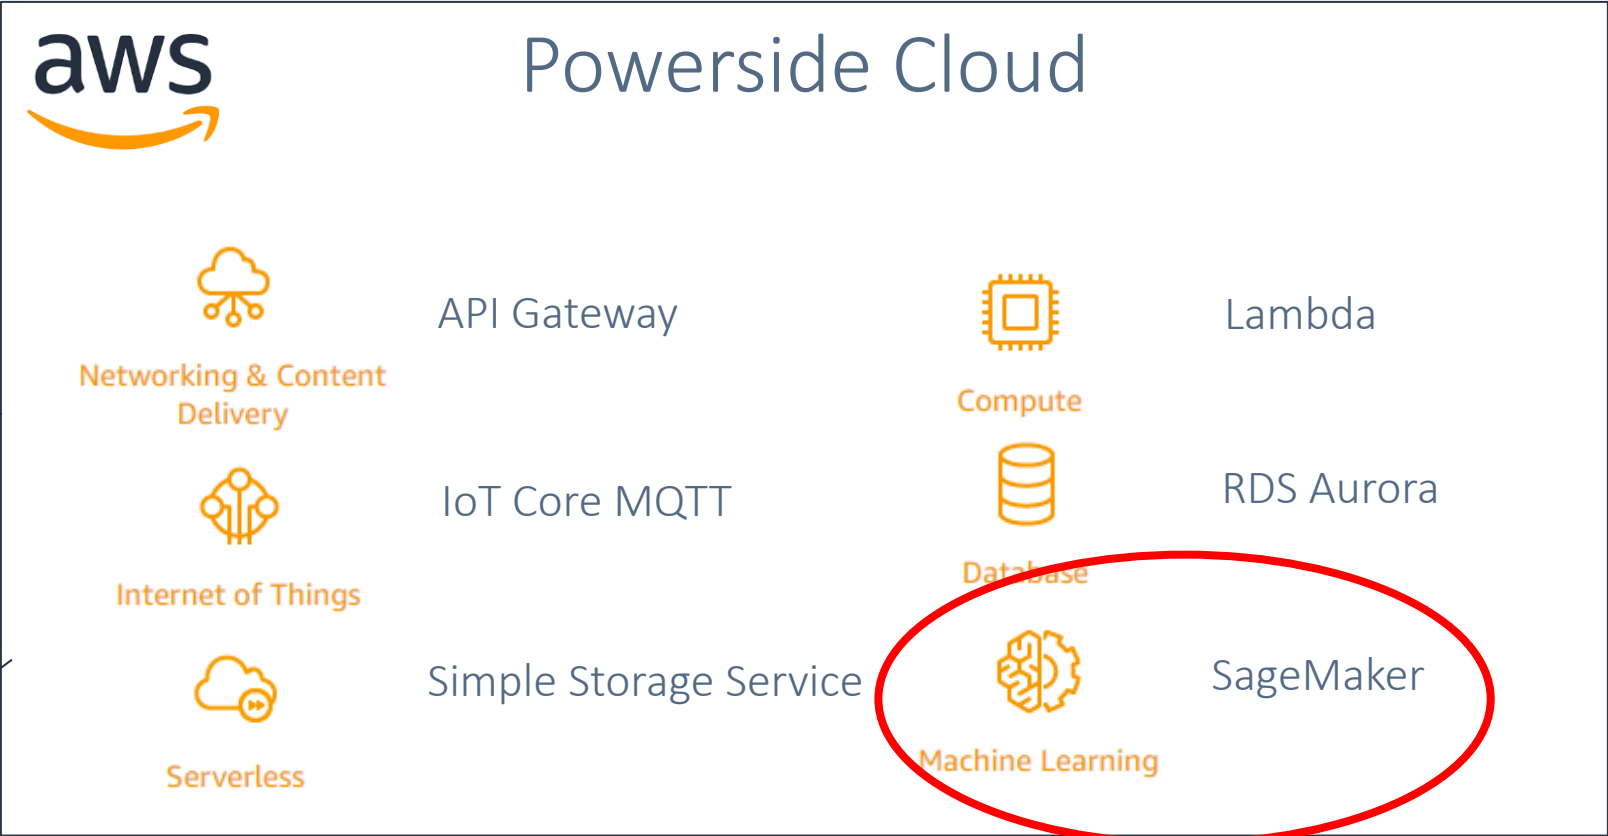 aws
Powerside Cloud
API Gateway
Networking & Content
Delivery
Lambda
Compute
IoT Core MQTT
Internet of Things
RDS Aurora
Database
Simple Storage Service
Serverless
SageMaker
Machine Learning